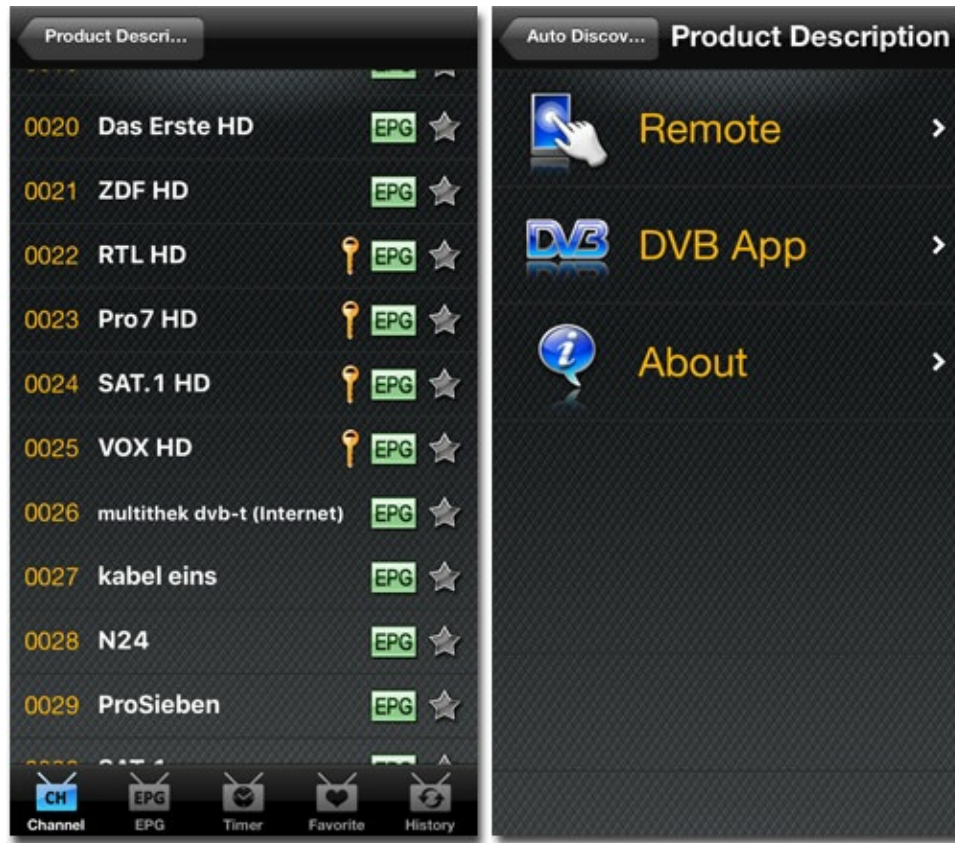 Product Descri...
0020 Das Erste HD EPG
0021 ZDF HD EPG
0022 RTL HD EPG
0023 Pro7 HD EPG
0024 SAT.1 HD EPG
0025 VOX HD EPG
0026 multithek dvb-t (Internet) EPG
0027 kabel eins EPG
0028 N24 EPG
0029 ProSieben EPG
CH EPG
Channel EPG Timer Favorite History
Auto Discov... Product Description
Remote
DVB DVB App
i About